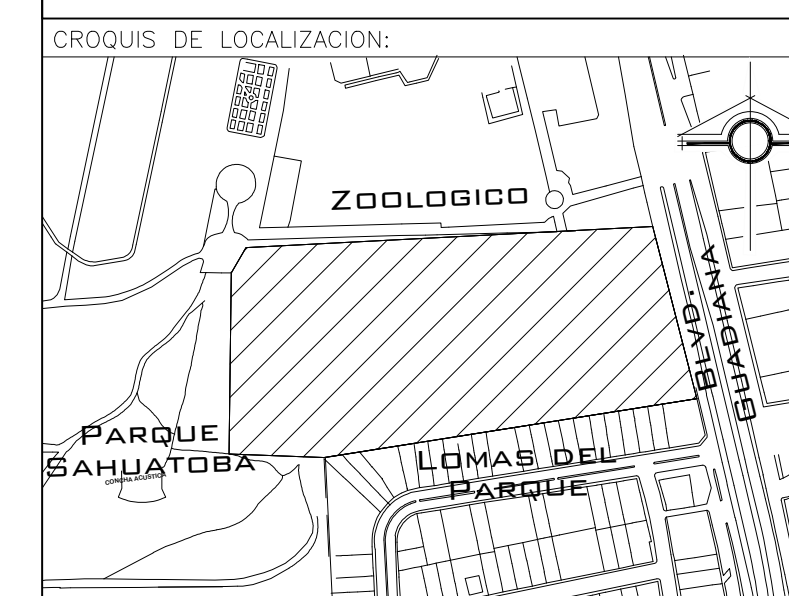 CROQUIS DE LOCALIZACION:
ZOOLOGICO
BLVD.
GUADIANA
PARQUE
SAHUATOBA
CONCHA ACUSTICA
LOMAS DEL
PARQUE